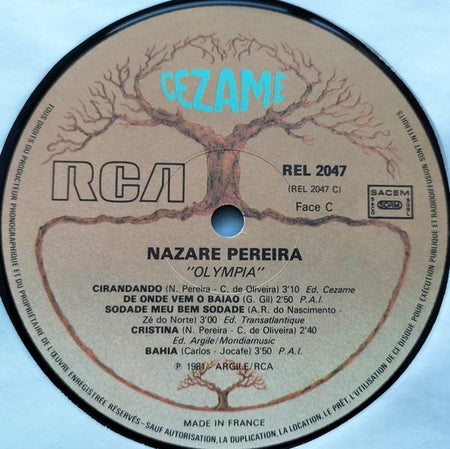 CEZAME
RCA
REL 2047
(REL 2047 C)
Face C
SACEM
SACD
SDRM
SGDL
NAZARE PEREIRA
"OLYMPIA"
CIRANDANDO (N. Pereira - C. de Oliveira) 3'10 Ed. Cezame
DE ONDE VEM O BAIAO (G. Gil) 2'50 P.A.I.
SODADE MEU BEM SODADE (A.R. do Nascimento -
Zé do Norte) 3'00 Ed. Transatlantique
CRISTINA (N. Pereira - C. de Oliveira) 2'40
Ed. Argile/Mondiamusic
BAHIA (Carlos - Jocafe) 3'50 P.A.I.
℗ 1981 ARGILE/RCA
MADE IN FRANCE
TOUS DROITS DU PRODUCTEUR PHONOGRAPHIQUE ET DU PROPRIÉTAIRE DE L'ŒUVRE ENREGISTRÉE RÉSERVÉS - SAUF AUTORISATION, LA DUPLICATION, LA LOCATION, LE PRÊT, L'UTILISATION DE CE DISQUE POUR EXÉCUTION PUBLIQUE ET RADIODIFFUSION SONT INTERDITS